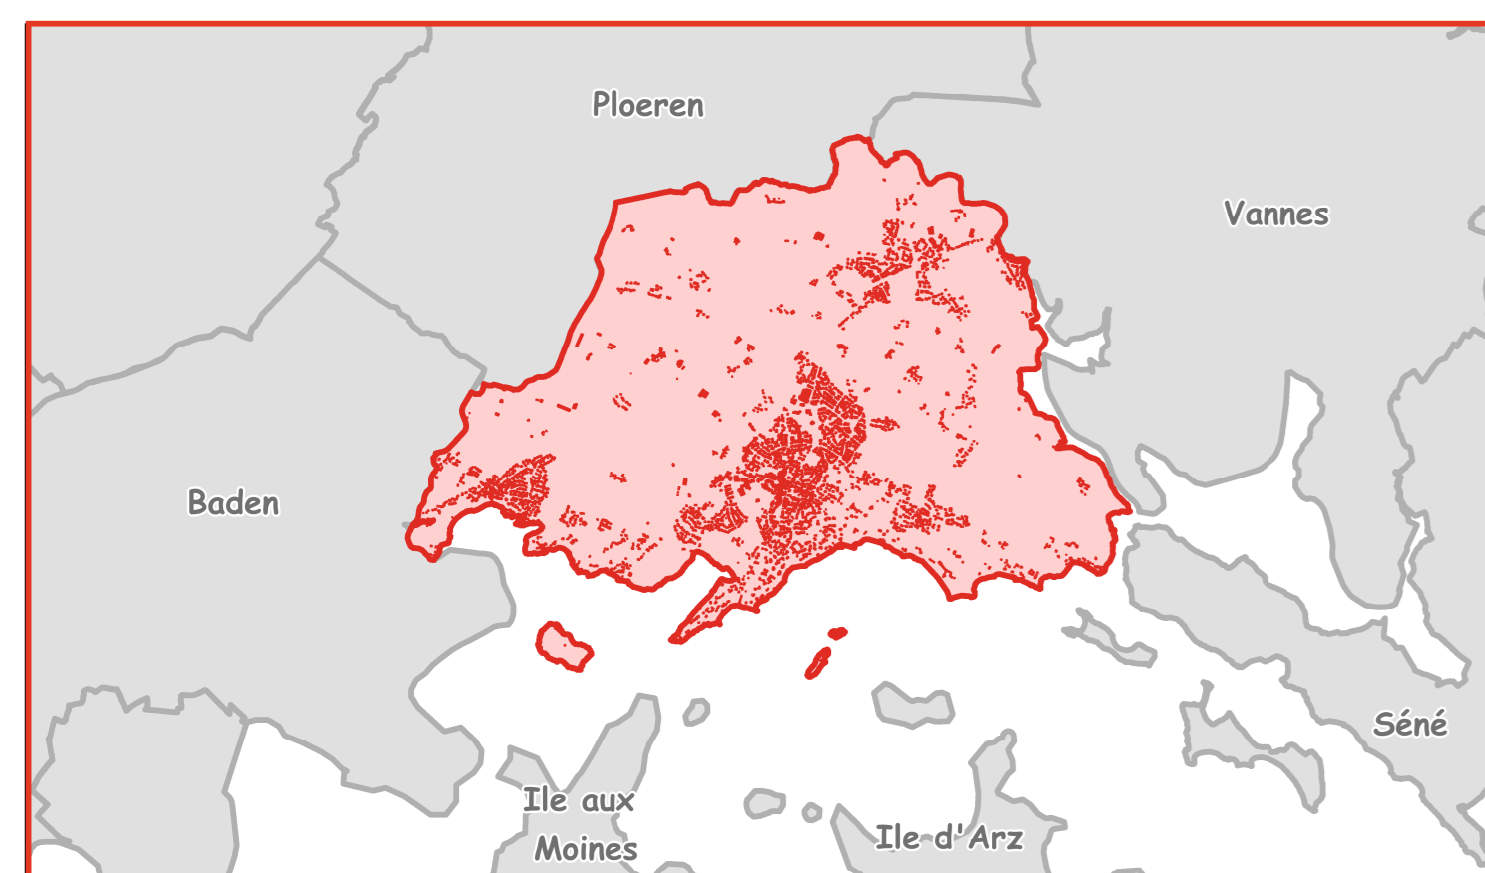 Ploeren
Vannes
Baden
Séné
Ile aux
Moines
Ile d'Arz